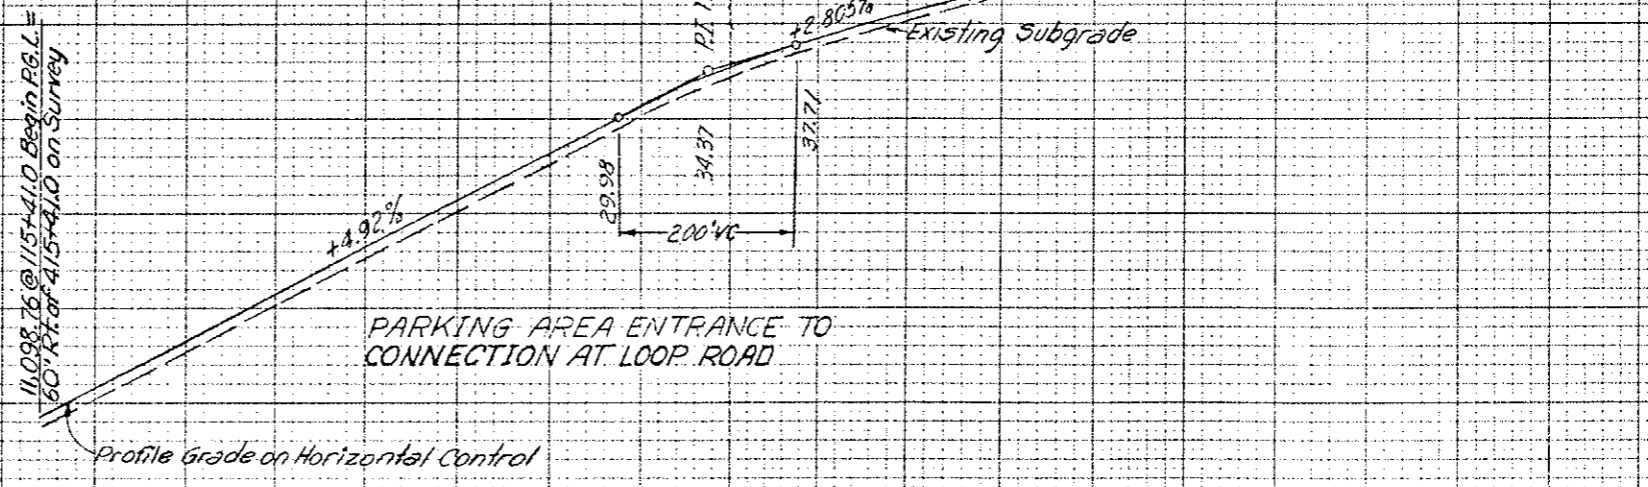 11,098.76 @ 115+41.0 Begin P.G.L. =
60' Rt. of 415+41.0 on Survey
+4.92%
29.98
P.I.
34.37
+2.805%
37.71
200' VC
Existing Subgrade
PARKING AREA ENTRANCE TO
CONNECTION AT LOOP ROAD
Profile Grade on Horizontal Control